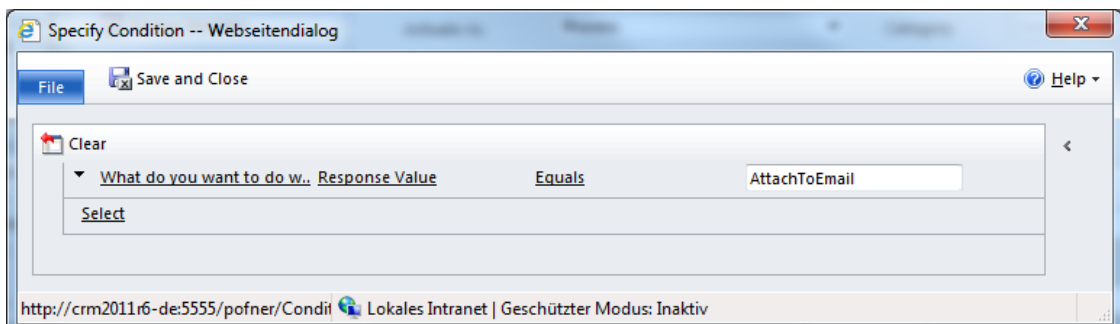 Specify Condition -- Webseitendialog
File Save and Close Help
Clear
What do you want to do w.. Response Value Equals AttachToEmail
Select
http://crm2011r6-de:5555/pofner/Condit Lokales Intranet | Geschützter Modus: Inaktiv